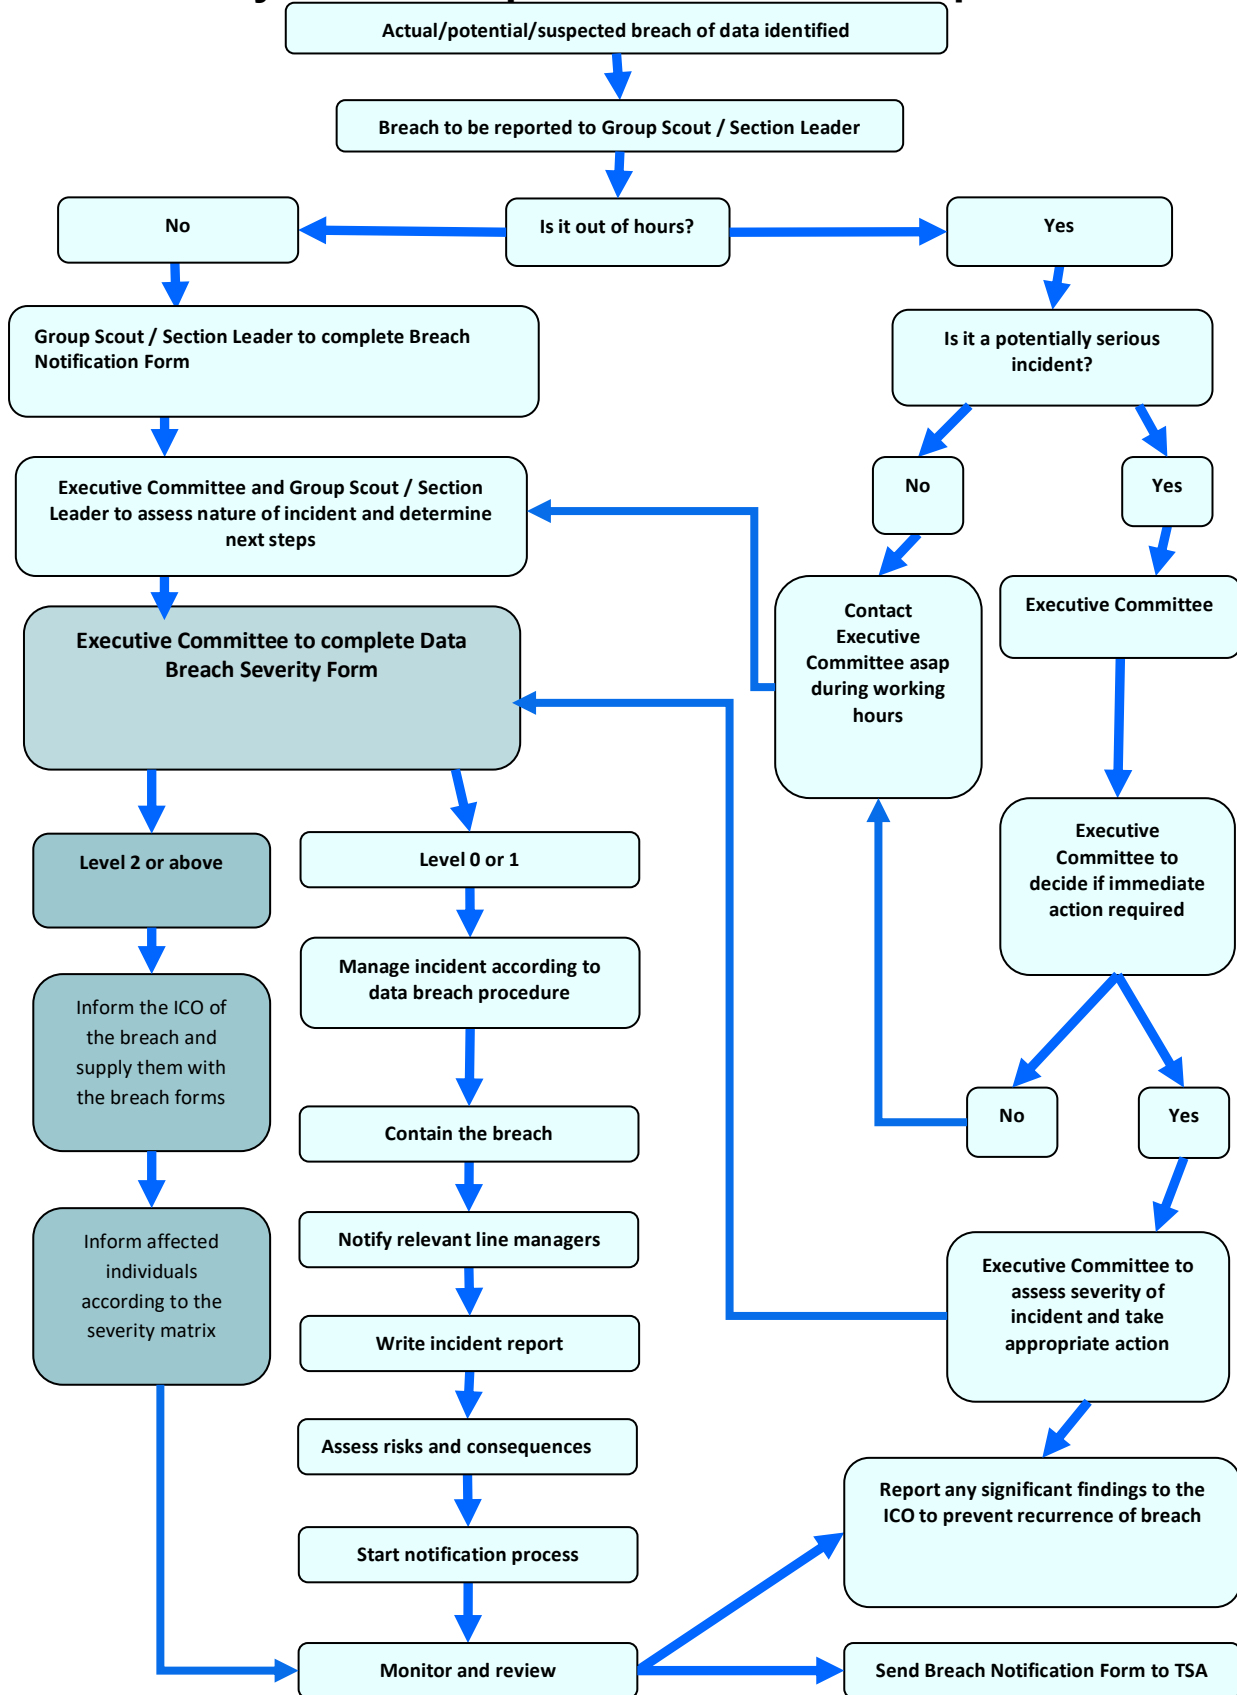 Actual/potential/suspected breach of data identified
Breach to be reported to Group Scout / Section Leader
No
Is it out of hours?
Yes
Group Scout / Section Leader to complete Breach
Notification Form
Is it a potentially serious
incident?
No
Yes
Executive Committee and Group Scout / Section
Leader to assess nature of incident and determine
next steps
Contact
Executive
Committee asap
during working
hours
Executive Committee
Executive Committee to complete Data
Breach Severity Form
Level 2 or above
Level 0 or 1
Executive
Committee to
decide if immediate
action required
Manage incident according to
data breach procedure
Inform the ICO of
the breach and
supply them with
the breach forms
No
Yes
Contain the breach
Notify relevant line managers
Inform affected
individuals
according to the
severity matrix
Executive Committee to
assess severity of
incident and take
appropriate action
Write incident report
Assess risks and consequences
Report any significant findings to the
ICO to prevent recurrence of breach
Start notification process
Monitor and review
Send Breach Notification Form to TSA